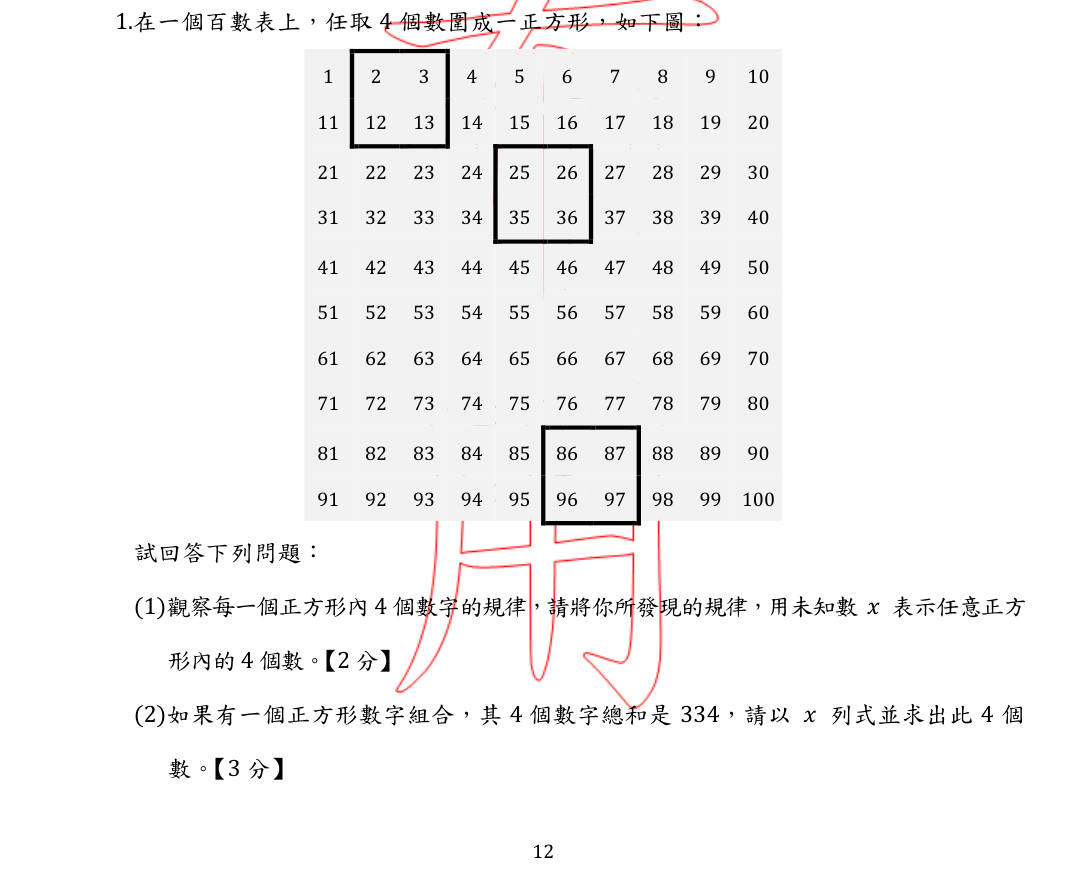 1.在一個百數表上，任取 4 個數圍成一正方形，如下圖：
1 2 3 4 5 6 7 8 9 10
11 12 13 14 15 16 17 18 19 20
21 22 23 24 25 26 27 28 29 30
31 32 33 34 35 36 37 38 39 40
41 42 43 44 45 46 47 48 49 50
51 52 53 54 55 56 57 58 59 60
61 62 63 64 65 66 67 68 69 70
71 72 73 74 75 76 77 78 79 80
81 82 83 84 85 86 87 88 89 90
91 92 93 94 95 96 97 98 99 100
試回答下列問題：
(1)觀察每一個正方形內 4 個數字的規律，請將你所發現的規律，用未知數 x 表示任意正方
形內的 4 個數。【2 分】
(2)如果有一個正方形數字組合，其 4 個數字總和是 334，請以 x 列式並求出此 4 個
數。【3 分】
12